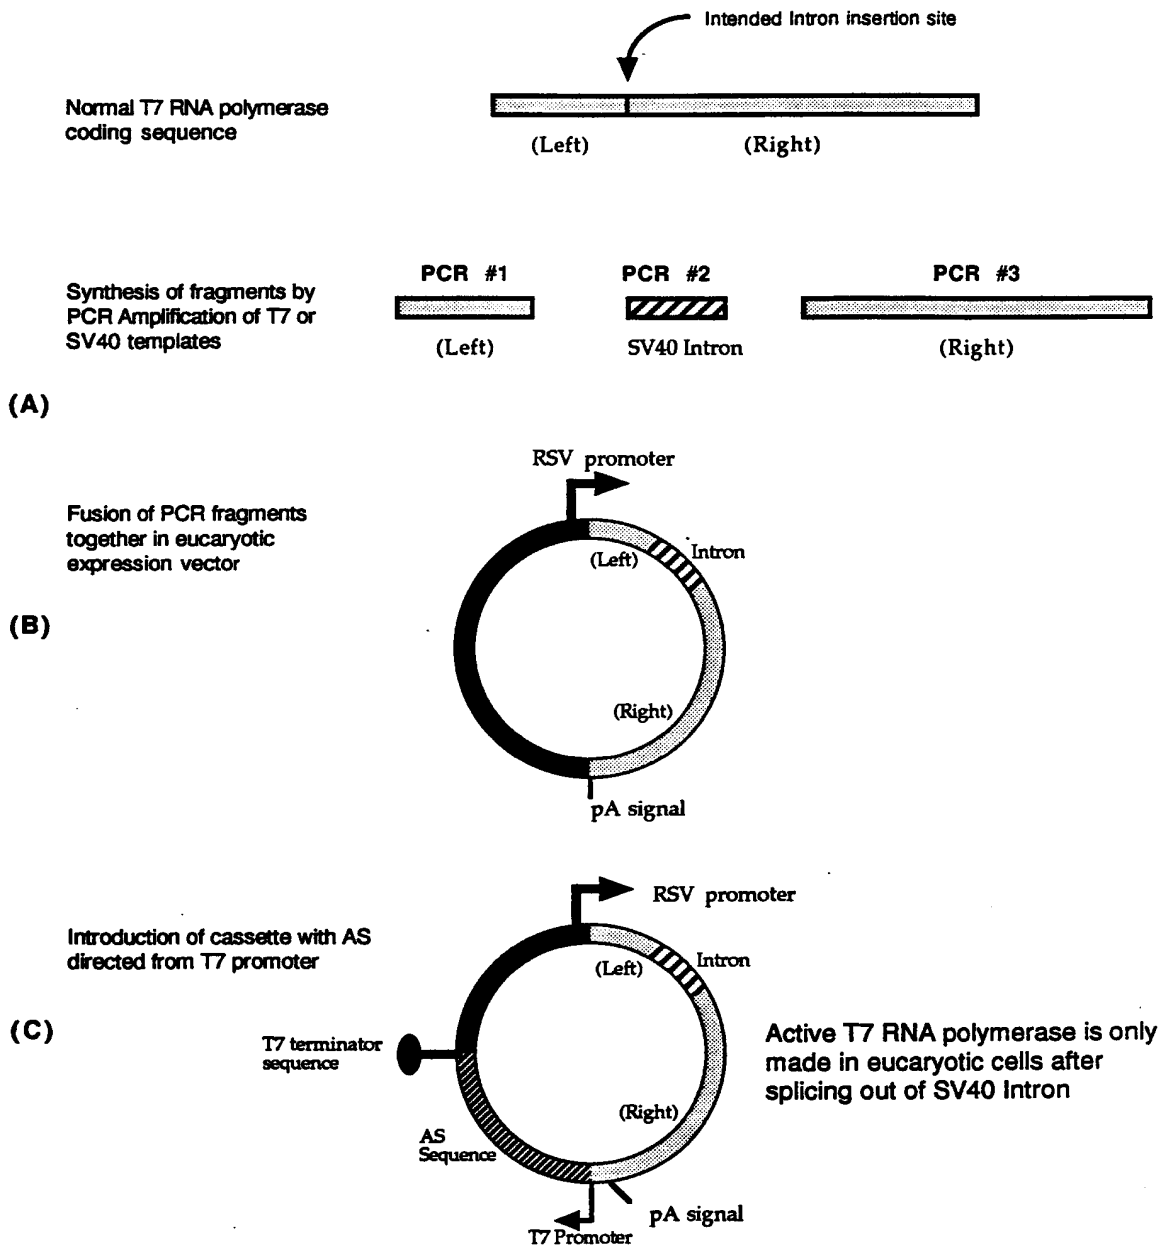 Intended Intron insertion site
Normal T7 RNA polymerase
coding sequence
(Left)
(Right)
PCR #1
PCR #2
PCR #3
Synthesis of fragments by
PCR Amplification of T7 or
SV40 templates
(Left)
SV40 Intron
(Right)
(A)
RSV promoter
Fusion of PCR fragments
together in eucaryotic
expression vector
(Left)
Intron
(B)
(Right)
pA signal
RSV promoter
Introduction of cassette with AS
directed from T7 promoter
(Left)
Intron
(C)
T7 terminator
sequence
Active T7 RNA polymerase is only
made in eucaryotic cells after
splicing out of SV40 Intron
(Right)
AS
Sequence
pA signal
T7 Promoter